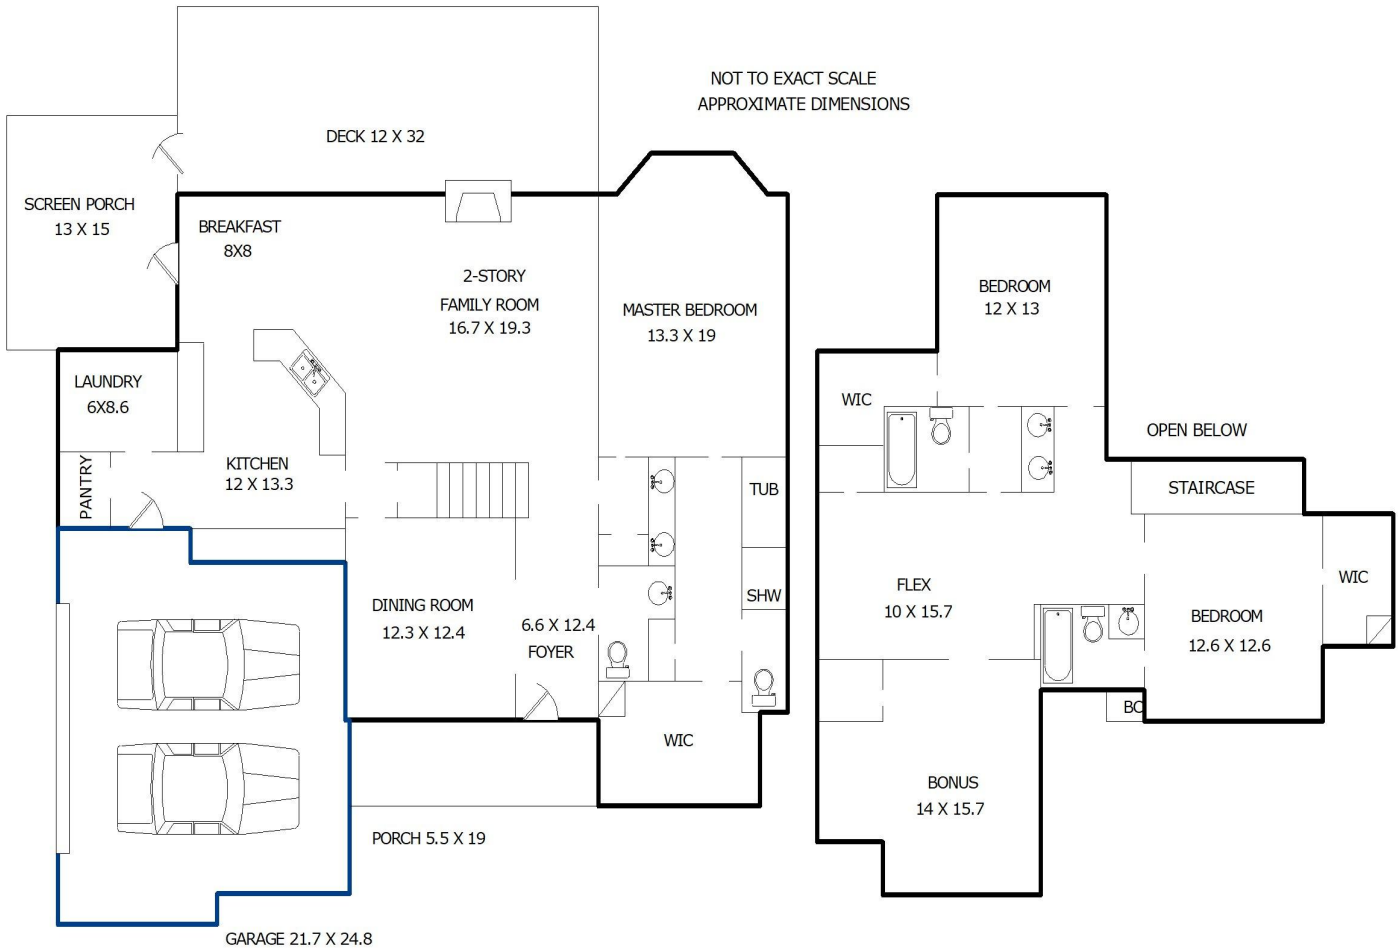 NOT TO EXACT SCALE
APPROXIMATE DIMENSIONS
DECK 12 X 32
SCREEN PORCH
13 X 15
BREAKFAST
8X8
2-STORY
FAMILY ROOM
16.7 X 19.3
MASTER BEDROOM
13.3 X 19
LAUNDRY
6X8.6
PANTRY
KITCHEN
12 X 13.3
TUB
SHW
DINING ROOM
12.3 X 12.4
6.6 X 12.4
FOYER
WIC
PORCH 5.5 X 19
GARAGE 21.7 X 24.8
BEDROOM
12 X 13
WIC
OPEN BELOW
STAIRCASE
FLEX
10 X 15.7
BEDROOM
12.6 X 12.6
WIC
BC
BONUS
14 X 15.7